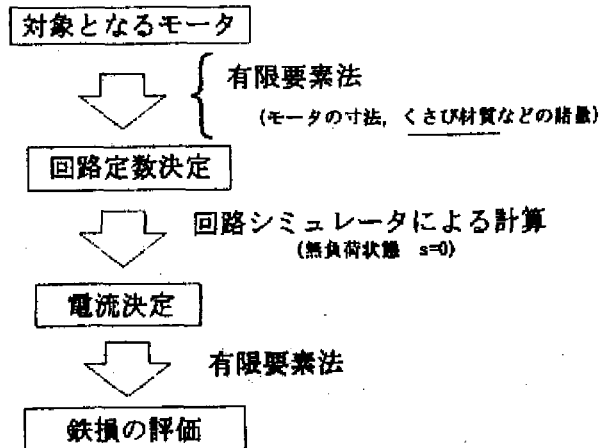 対象となるモータ
有限要素法
(モータの寸法, くさび材質などの諸量)
回路定数決定
回路シミュレータによる計算
(無負荷状態 s=0)
電流決定
有限要素法
鉄損の評価